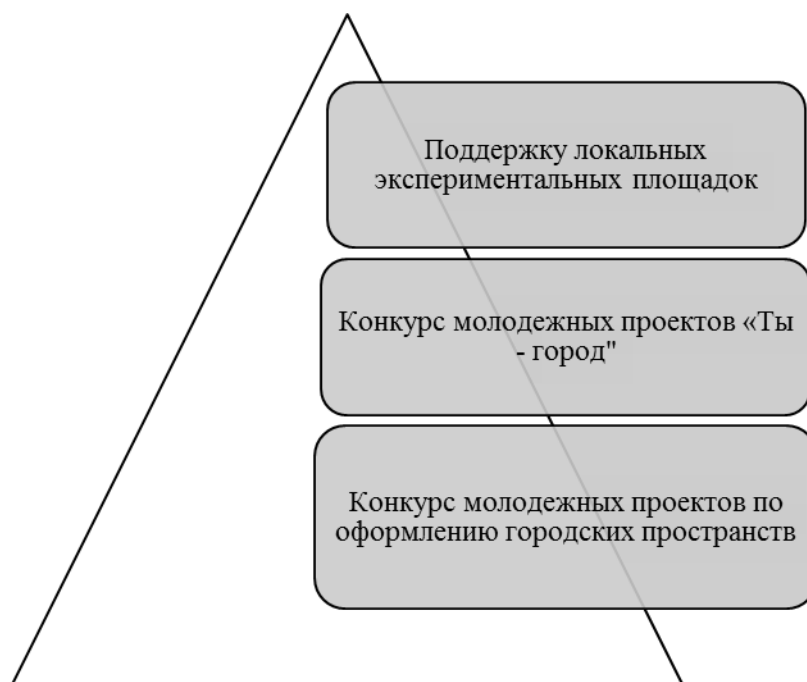 Поддержку локальных
экспериментальных площадок
Конкурс молодежных проектов «Ты
- город"
Конкурс молодежных проектов по
оформлению городских пространств